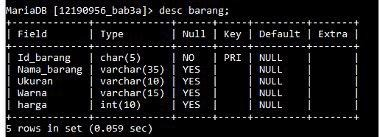 MariaDB [12190956_bab3a]> desc barang;
+-------------+-------------+------+-----+---------+-------+
| Field       | Type        | Null | Key | Default | Extra |
+-------------+-------------+------+-----+---------+-------+
| Id_barang   | char(5)     | NO   | PRI | NULL    |       |
| Nama_barang | varchar(35) | YES  |     | NULL    |       |
| Ukuran      | varchar(10) | YES  |     | NULL    |       |
| Warna       | varchar(15) | YES  |     | NULL    |       |
| harga       | int(10)     | YES  |     | NULL    |       |
+-------------+-------------+------+-----+---------+-------+
5 rows in set (0.059 sec)